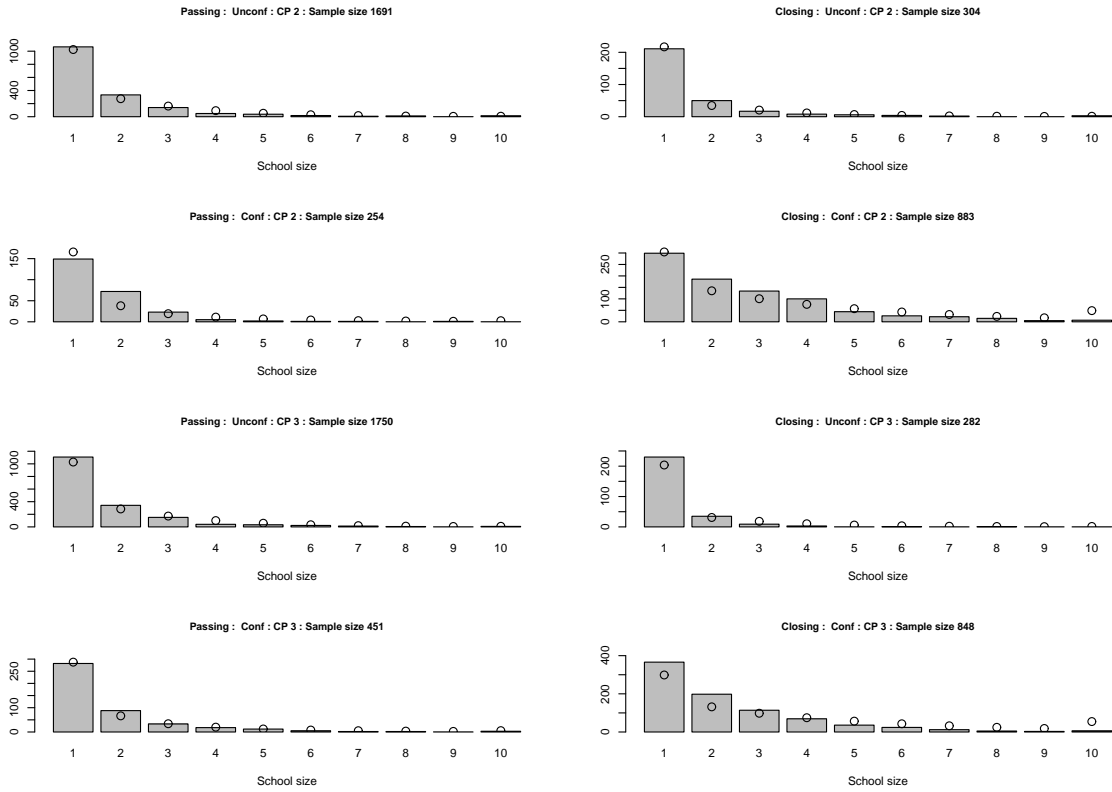 Passing : Unconf : CP 2 : Sample size 1691
0 400 1000
1 2 3 4 5 6 7 8 9 10
School size
Closing : Unconf : CP 2 : Sample size 304
0 100 200
1 2 3 4 5 6 7 8 9 10
School size
Passing : Conf : CP 2 : Sample size 254
0 50 150
1 2 3 4 5 6 7 8 9 10
School size
Closing : Conf : CP 2 : Sample size 883
0 100 250
1 2 3 4 5 6 7 8 9 10
School size
Passing : Unconf : CP 3 : Sample size 1750
0 400 1000
1 2 3 4 5 6 7 8 9 10
School size
Closing : Unconf : CP 3 : Sample size 282
0 100 200
1 2 3 4 5 6 7 8 9 10
School size
Passing : Conf : CP 3 : Sample size 451
0 100 250
1 2 3 4 5 6 7 8 9 10
School size
Closing : Conf : CP 3 : Sample size 848
0 200 400
1 2 3 4 5 6 7 8 9 10
School size